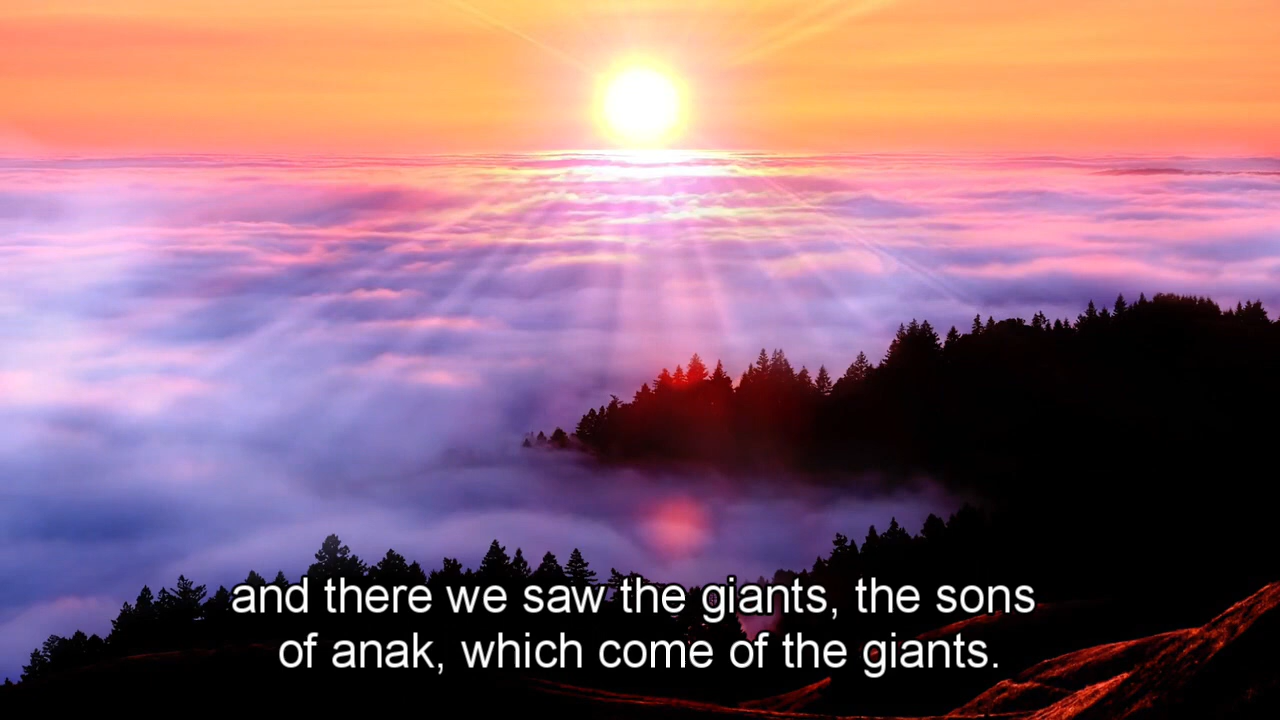 and there we saw the giants, the sons
of anak, which come of the giants.